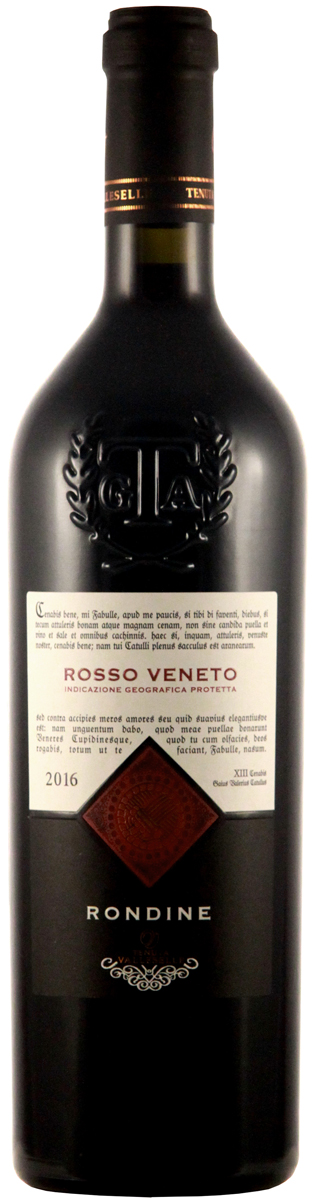 LESELLE TENUT
G T A
Cenabis bene, mi Fabulle, apud me paucis, si tibi di faventi, diebus, si
tecum attuleris bonam atque magnam cenam, non sine candida puella et
vino et sale et omnibus cachinnis. haec si, inquam, attuleris, venuste
noster, cenabis bene; nam tui Catulli plenus sacculus est aranearum.
ROSSO VENETO
INDICAZIONE GEOGRAFICA PROTETTA
sed contra accipies meros amores seu quid suavius elegantiusve
est: nam unguentum dabo, quod meae puellae donarunt
Veneres Cupidinesque, quod tu cum olfacies, deos
rogabis, totum ut te faciant, Fabulle, nasum.
2016
XIII Cenabis
Gaius Valerius Catullus
RONDINE